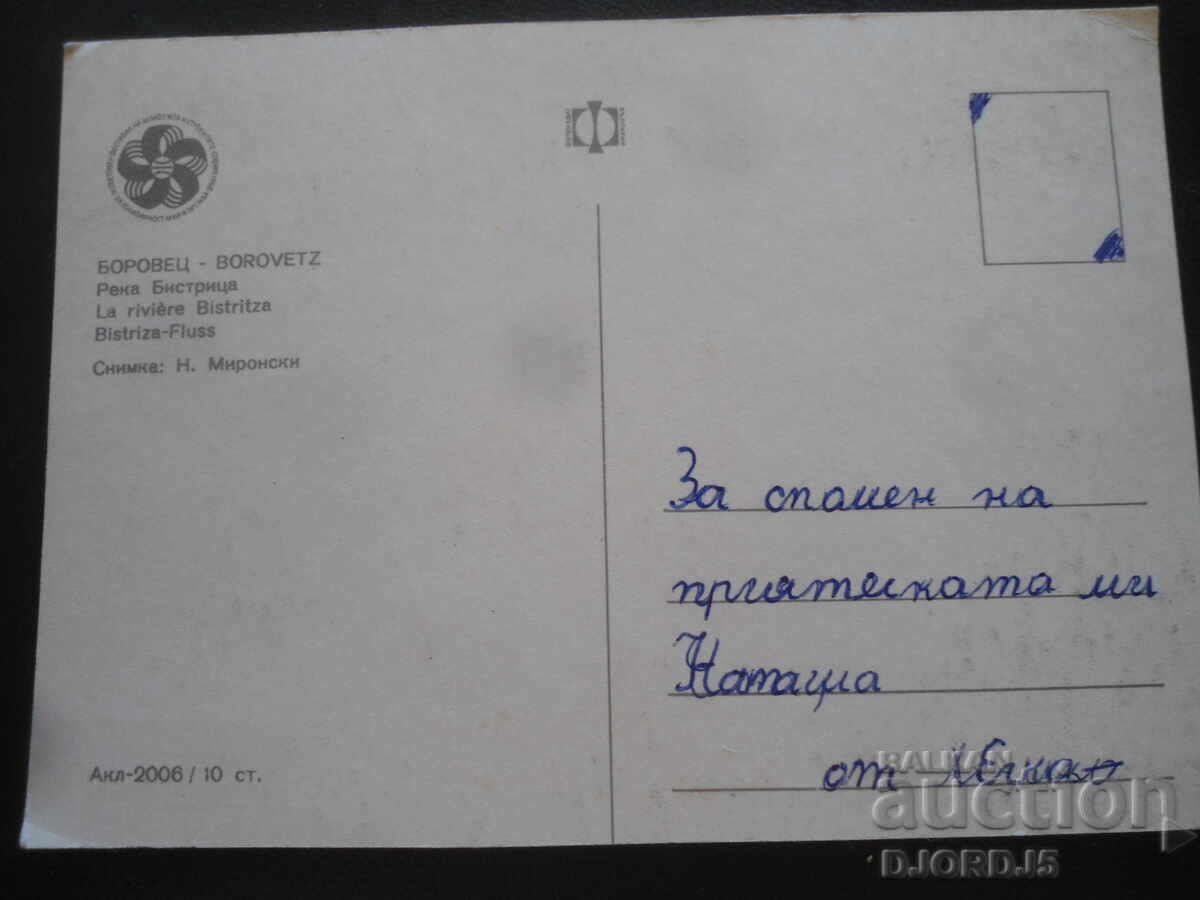 БОРОВЕЦ - BOROVETZ
Река Бистрица
La rivière Bistritza
Bistriza-Fluss
Снимка: Н. Миронски
Акл-2006 / 10 ст.
За спомен на
приятелката ми
Наташа
от
BALKAN
auction
DJORDJ5